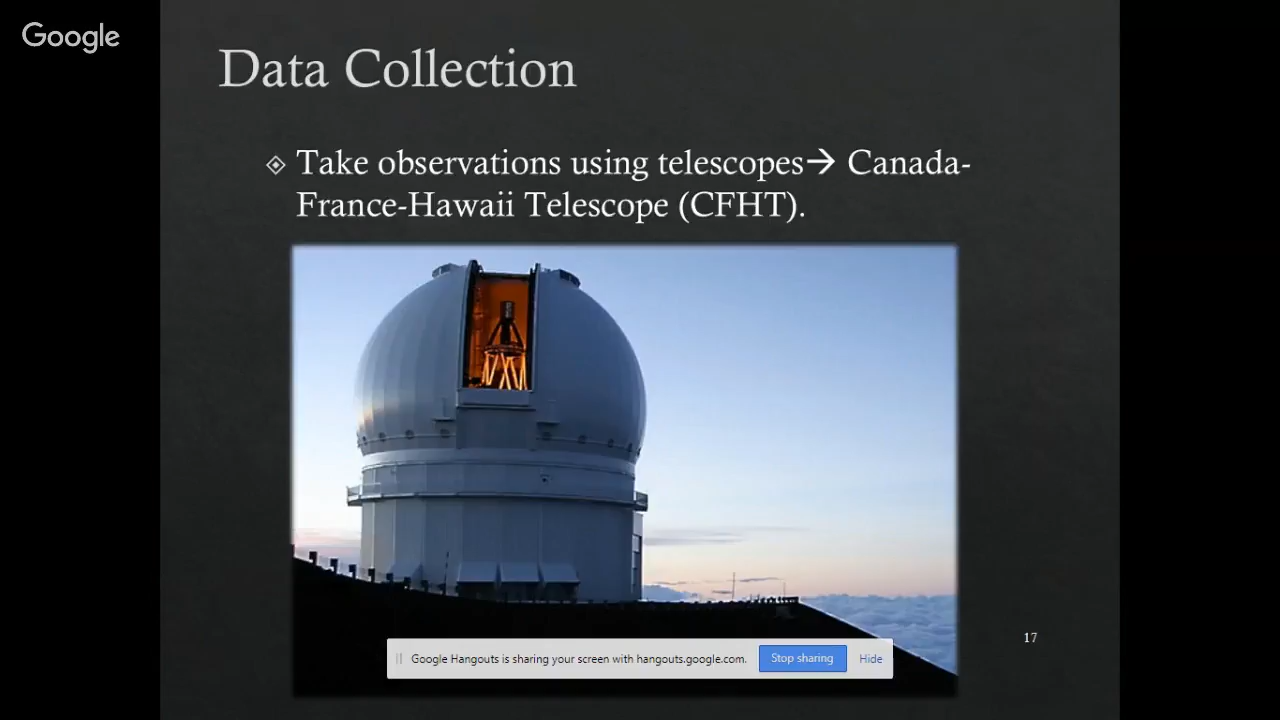 Google
Data Collection
Take observations using telescopes→ Canada-
France-Hawaii Telescope (CFHT).
17
Google Hangouts is sharing your screen with hangouts.google.com.
Stop sharing
Hide